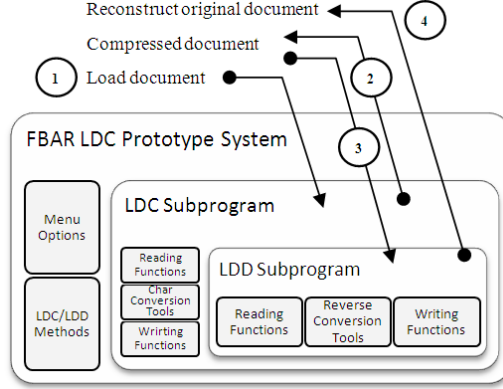 Reconstruct original document
4
Compressed document
1
Load document
2
3
FBAR LDC Prototype System
Menu
Options
LDC/LDD
Methods
LDC Subprogram
Reading
Functions
Char
Conversion
Tools
Wrirting
Functions
LDD Subprogram
Reading
Functions
Reverse
Conversion
Tools
Writing
Functions